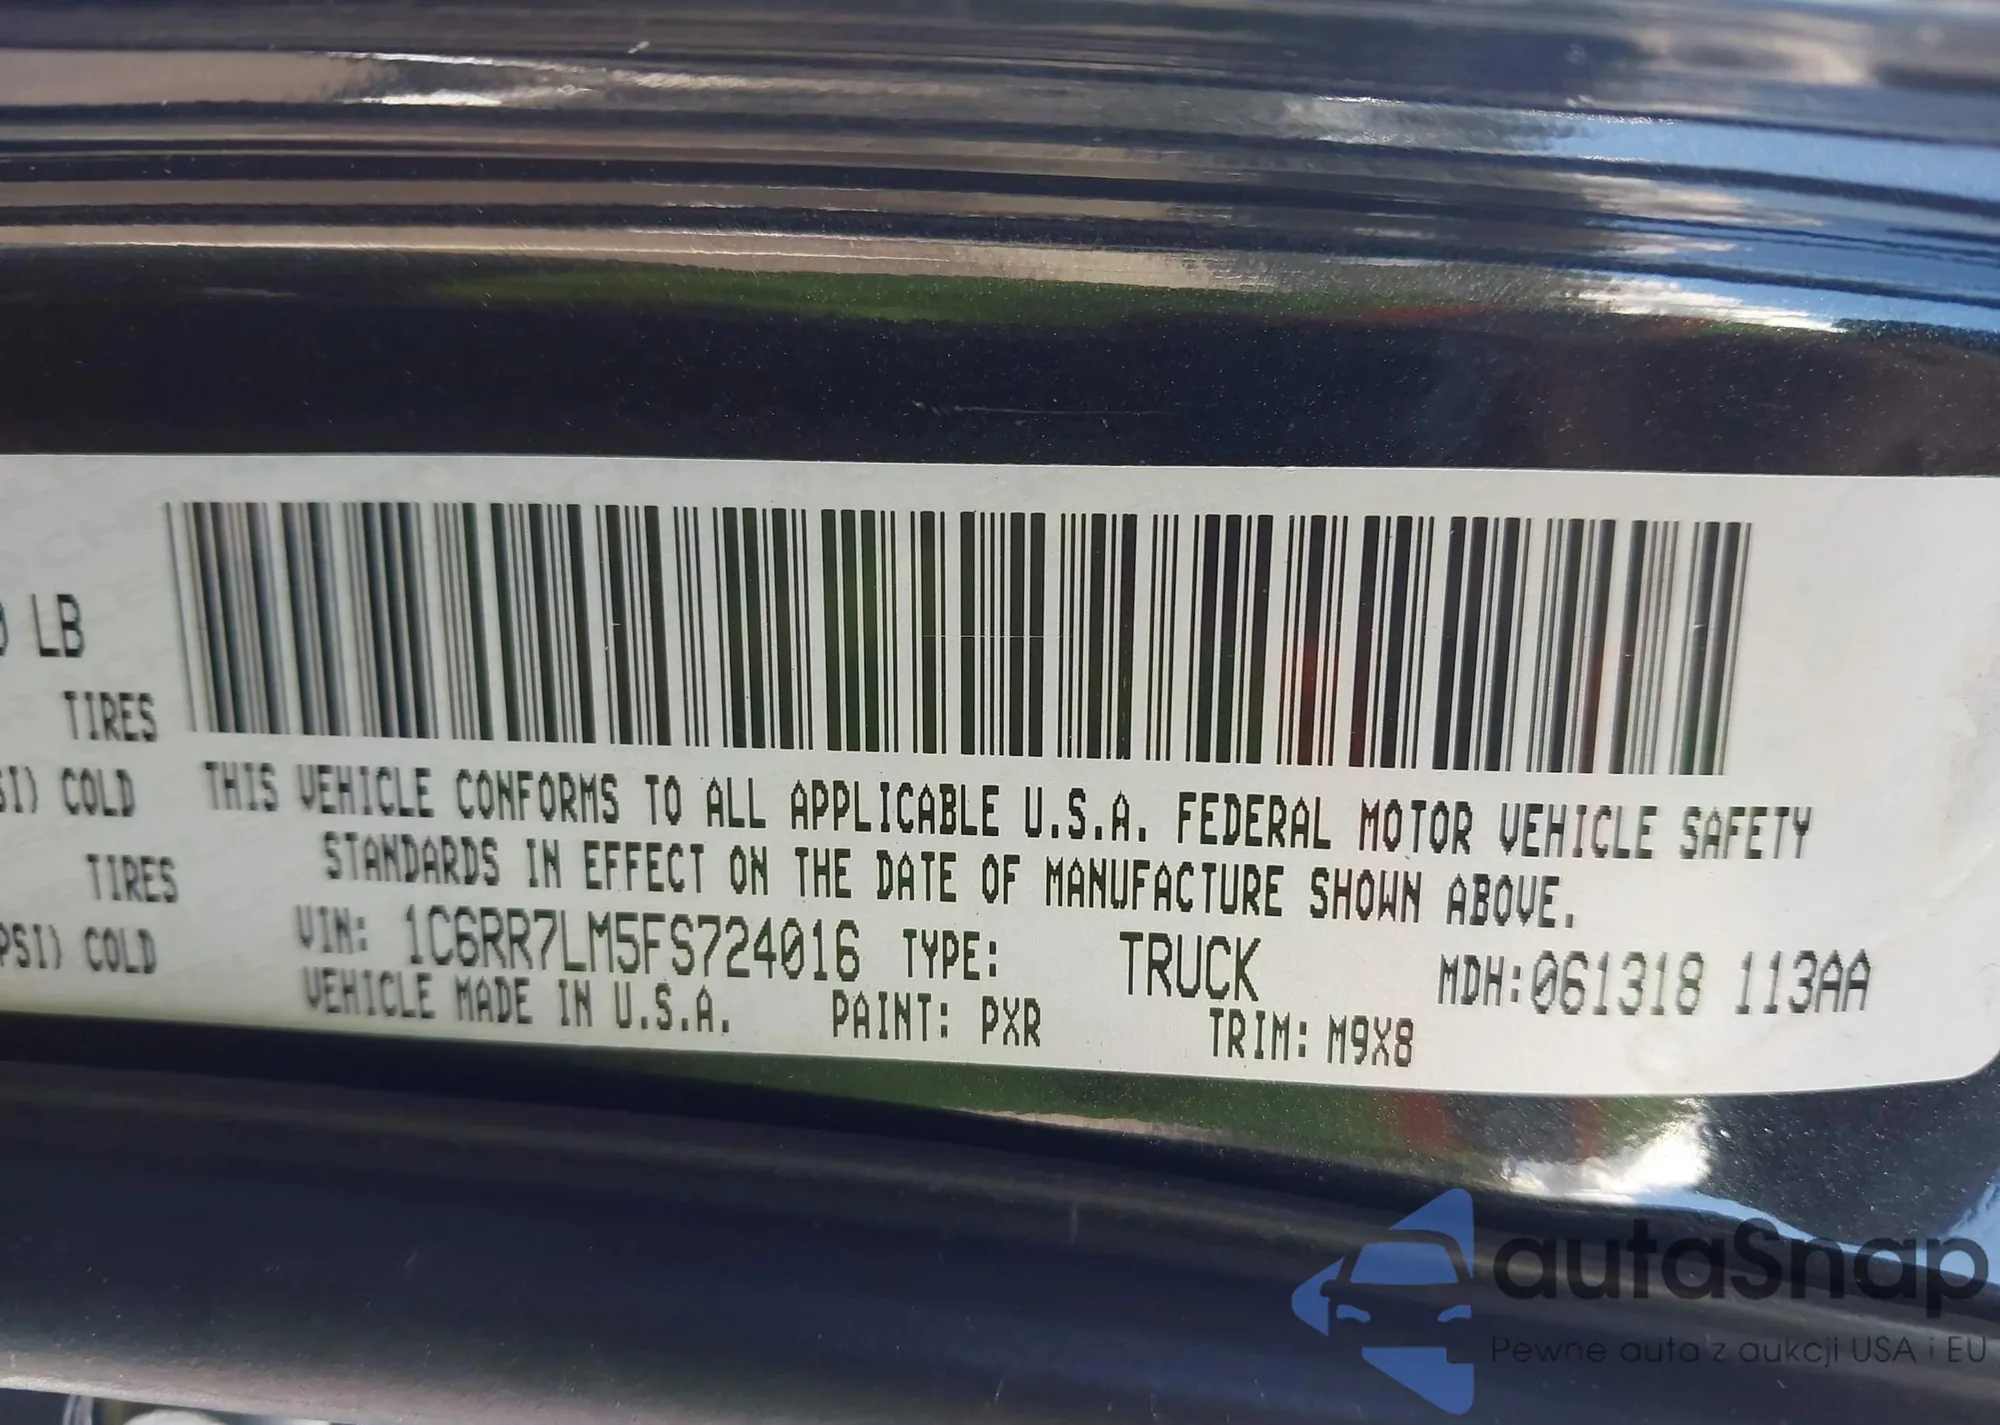 LB
TIRES
COLD
TIRES
PSI) COLD
THIS VEHICLE CONFORMS TO ALL APPLICABLE U.S.A. FEDERAL MOTOR VEHICLE SAFETY
STANDARDS IN EFFECT ON THE DATE OF MANUFACTURE SHOWN ABOVE.
VIN: 1C6RR7LM5FS724016 TYPE: TRUCK MDH:061318 113AA
VEHICLE MADE IN U.S.A. PAINT: PXR TRIM: M9X8
autaSnap
Pewne auta z aukcji USA i EU